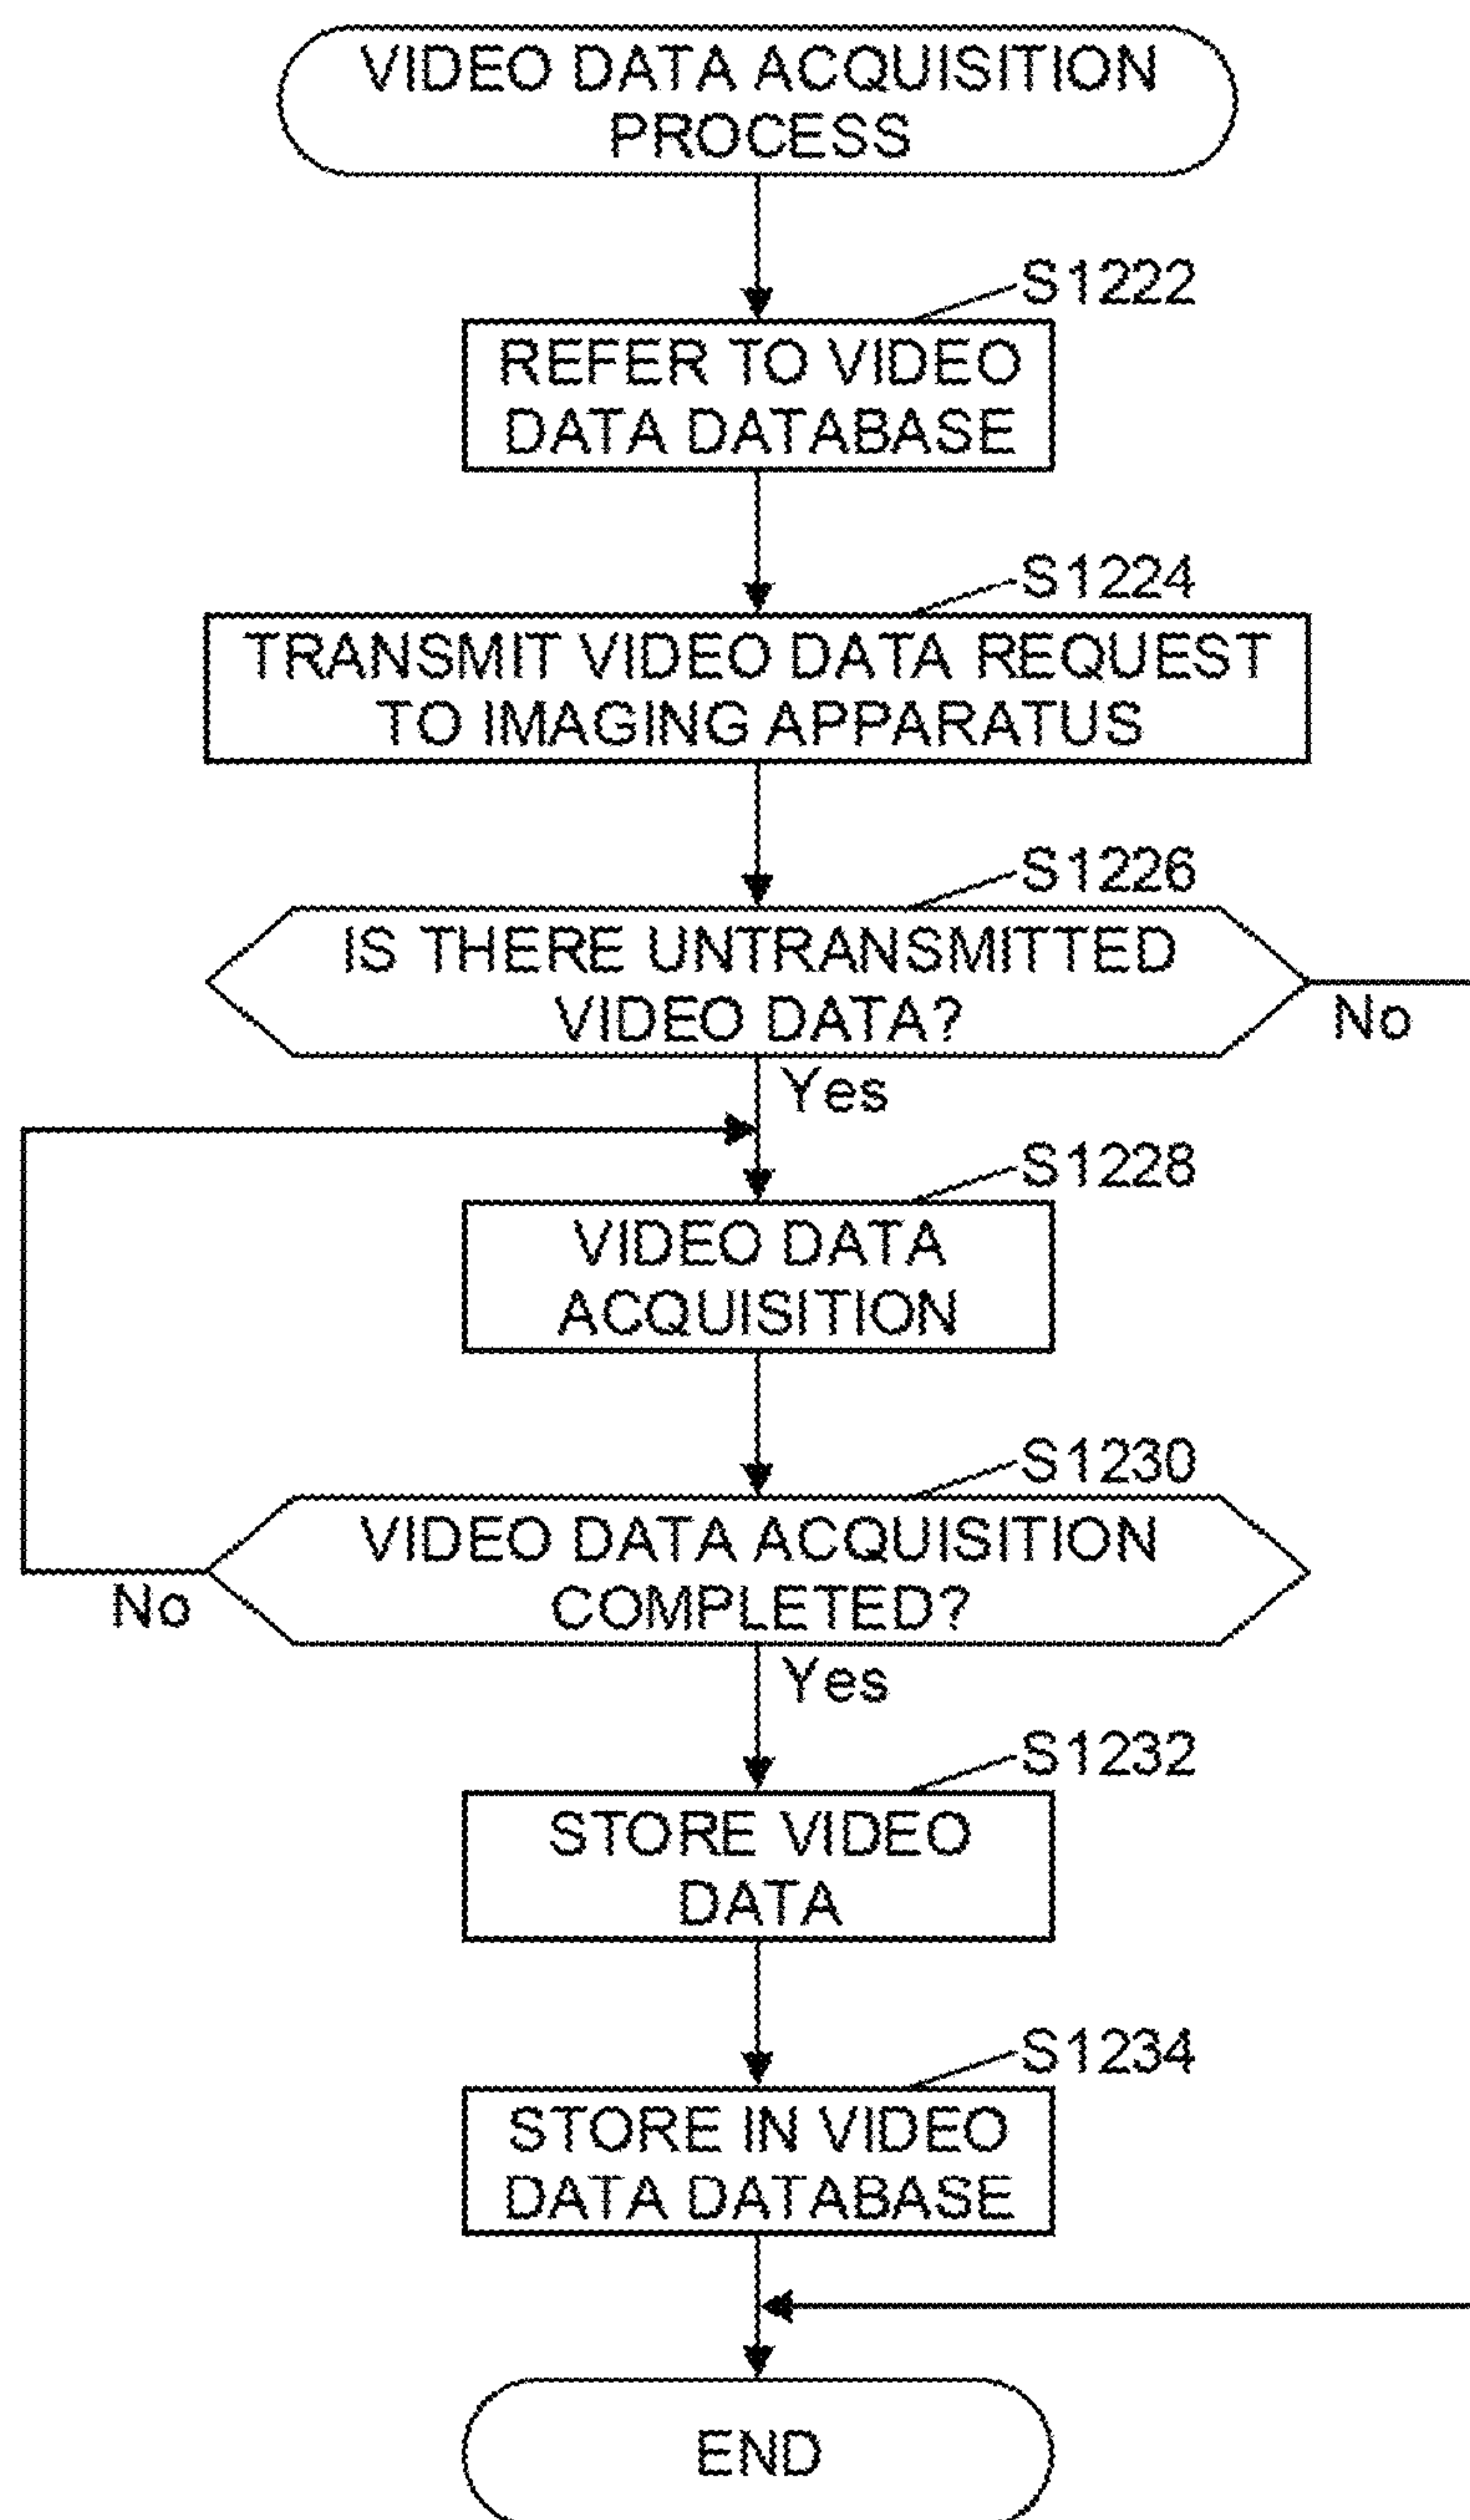 VIDEO DATA ACQUISITION
PROCESS
S1222
REFER TO VIDEO
DATA DATABASE
S1224
TRANSMIT VIDEO DATA REQUEST
TO IMAGING APPARATUS
S1226
IS THERE UNTRANSMITTED
VIDEO DATA?
No
Yes
S1228
VIDEO DATA
ACQUISITION
S1230
VIDEO DATA ACQUISITION
COMPLETED?
No
Yes
S1232
STORE VIDEO
DATA
S1234
STORE IN VIDEO
DATA DATABASE
END